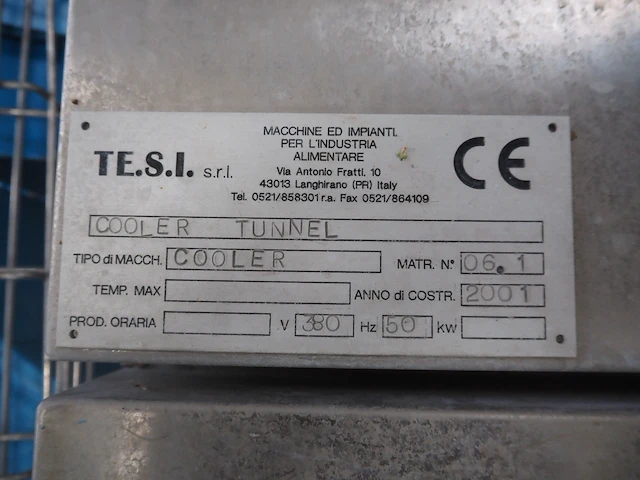 TE.S.I. s.r.l.
MACCHINE ED IMPIANTI.
PER L'INDUSTRIA
ALIMENTARE
Via Antonio Fratti. 10
43013 Langhirano (PR) Italy
Tel. 0521/858301 r.a. Fax 0521/864109
CE
COOLER TUNNEL
TIPO di MACCH. COOLER MATR. N° 06.1
TEMP. MAX ANNO di COSTR. 2001
PROD. ORARIA V 380 Hz 50 kw